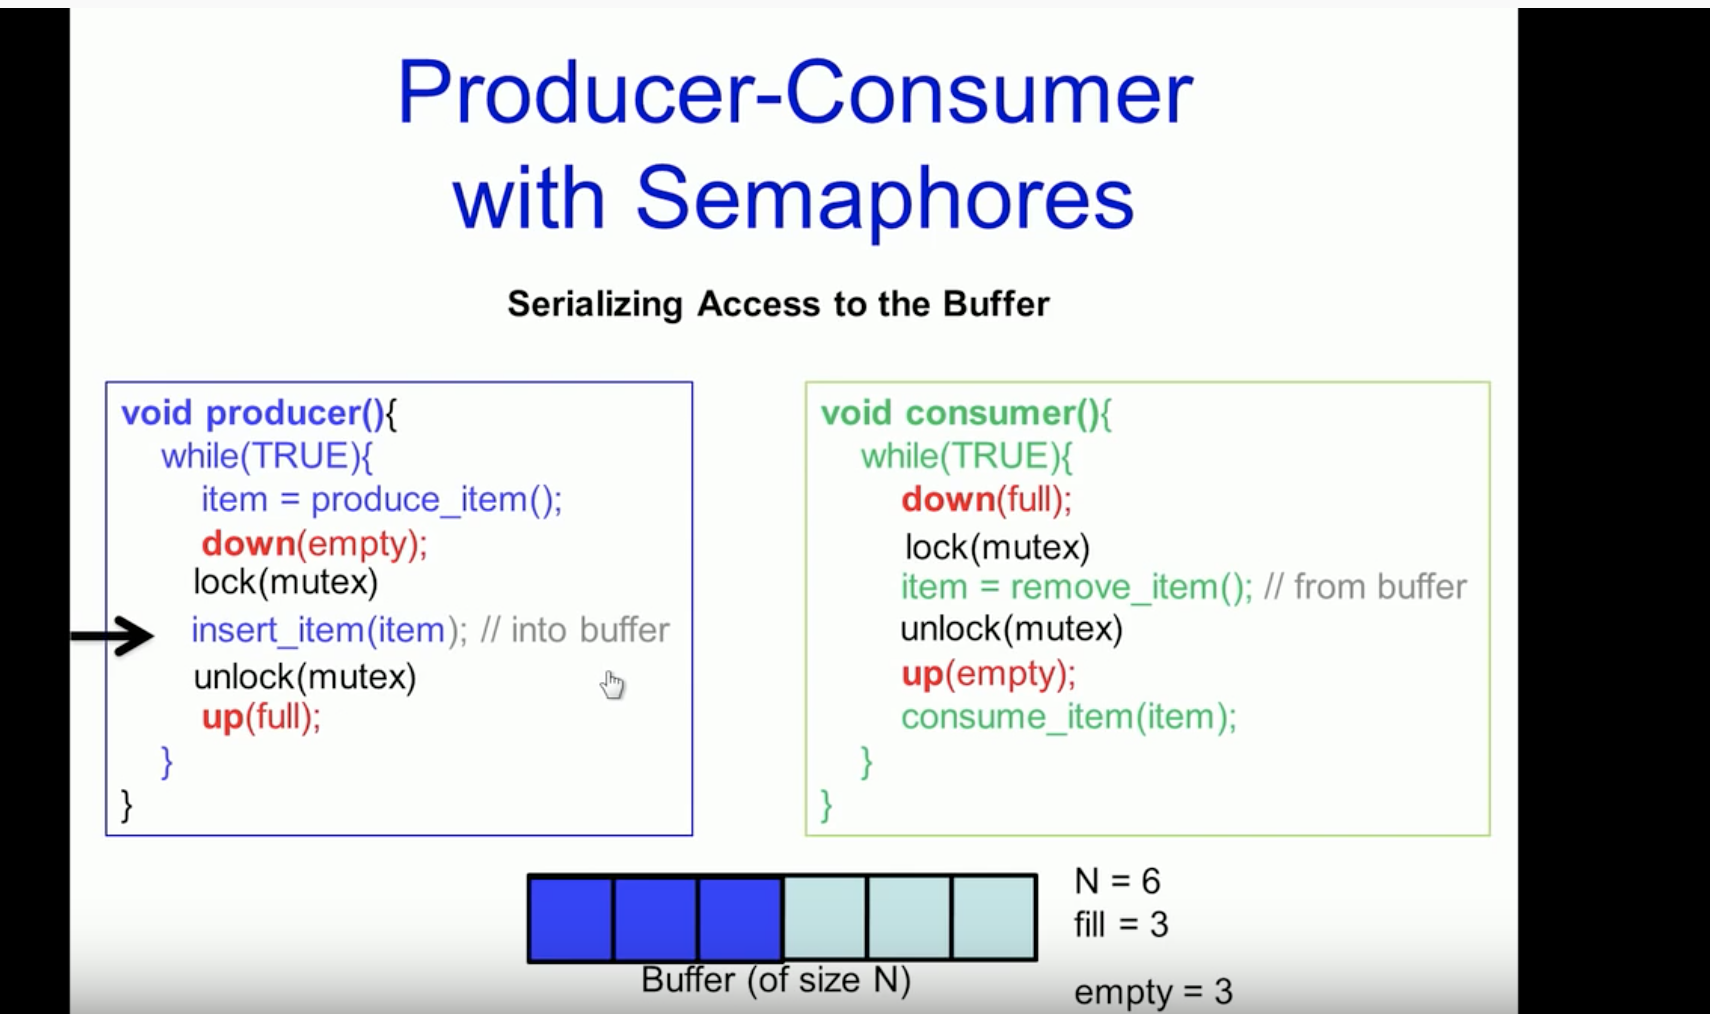 Producer-Consumer
with Semaphores
Serializing Access to the Buffer
void producer(){
while(TRUE){
item = produce_item();
down(empty);
lock(mutex)
insert_item(item); // into buffer
unlock(mutex)
up(full);
}
}
void consumer(){
while(TRUE){
down(full);
lock(mutex)
item = remove_item(); // from buffer
unlock(mutex)
up(empty);
consume_item(item);
}
}
Buffer (of size N)
N = 6
fill = 3
empty = 3